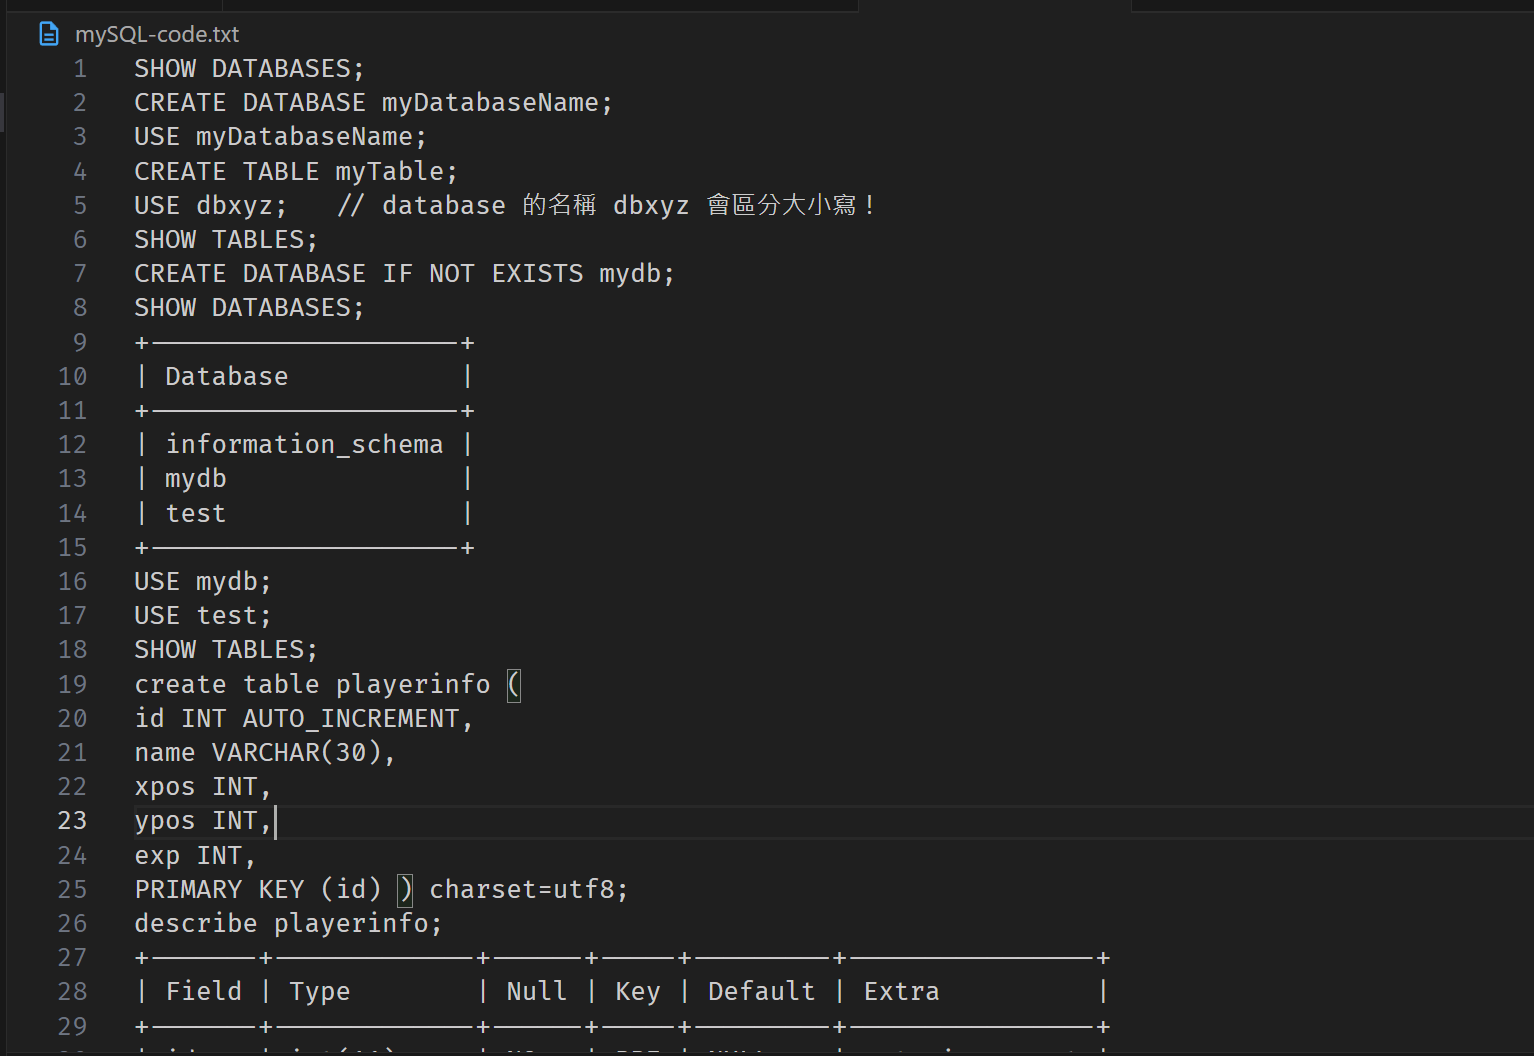 mySQL-code.txt
1 SHOW DATABASES;
2 CREATE DATABASE myDatabaseName;
3 USE myDatabaseName;
4 CREATE TABLE myTable;
5 USE dbxyz;   // database 的名稱 dbxyz 會區分大小寫！
6 SHOW TABLES;
7 CREATE DATABASE IF NOT EXISTS mydb;
8 SHOW DATABASES;
9 +--------------------+
10 | Database           |
11 +--------------------+
12 | information_schema |
13 | mydb               |
14 | test               |
15 +--------------------+
16 USE mydb;
17 USE test;
18 SHOW TABLES;
19 create table playerinfo (
20 id INT AUTO_INCREMENT,
21 name VARCHAR(30),
22 xpos INT,
23 ypos INT,
24 exp INT,
25 PRIMARY KEY (id) ) charset=utf8;
26 describe playerinfo;
27 +-------+-------------+------+-----+---------+----------------+
28 | Field | Type        | Null | Key | Default | Extra          |
29 +-------+-------------+------+-----+---------+----------------+